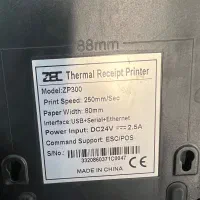 88mm
ZEC Thermal Receipt Printer
Model:ZP300
Print Speed: 250mm/Sec
Paper Width: 80mm
Interface:USB+Serial+Ethernet
Power Input: DC24V ⎓ 2.5A
Command Support: ESC/POS
S/No:
3320860371C0047
MADE IN CHINA